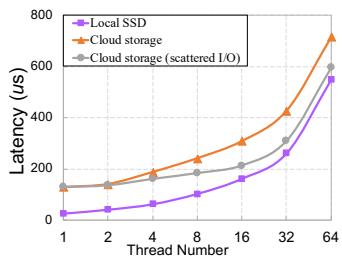 Latency (us)
800
600
400
200
0
Local SSD
Cloud storage
Cloud storage (scattered I/O)
1 2 4 8 16 32 64
Thread Number